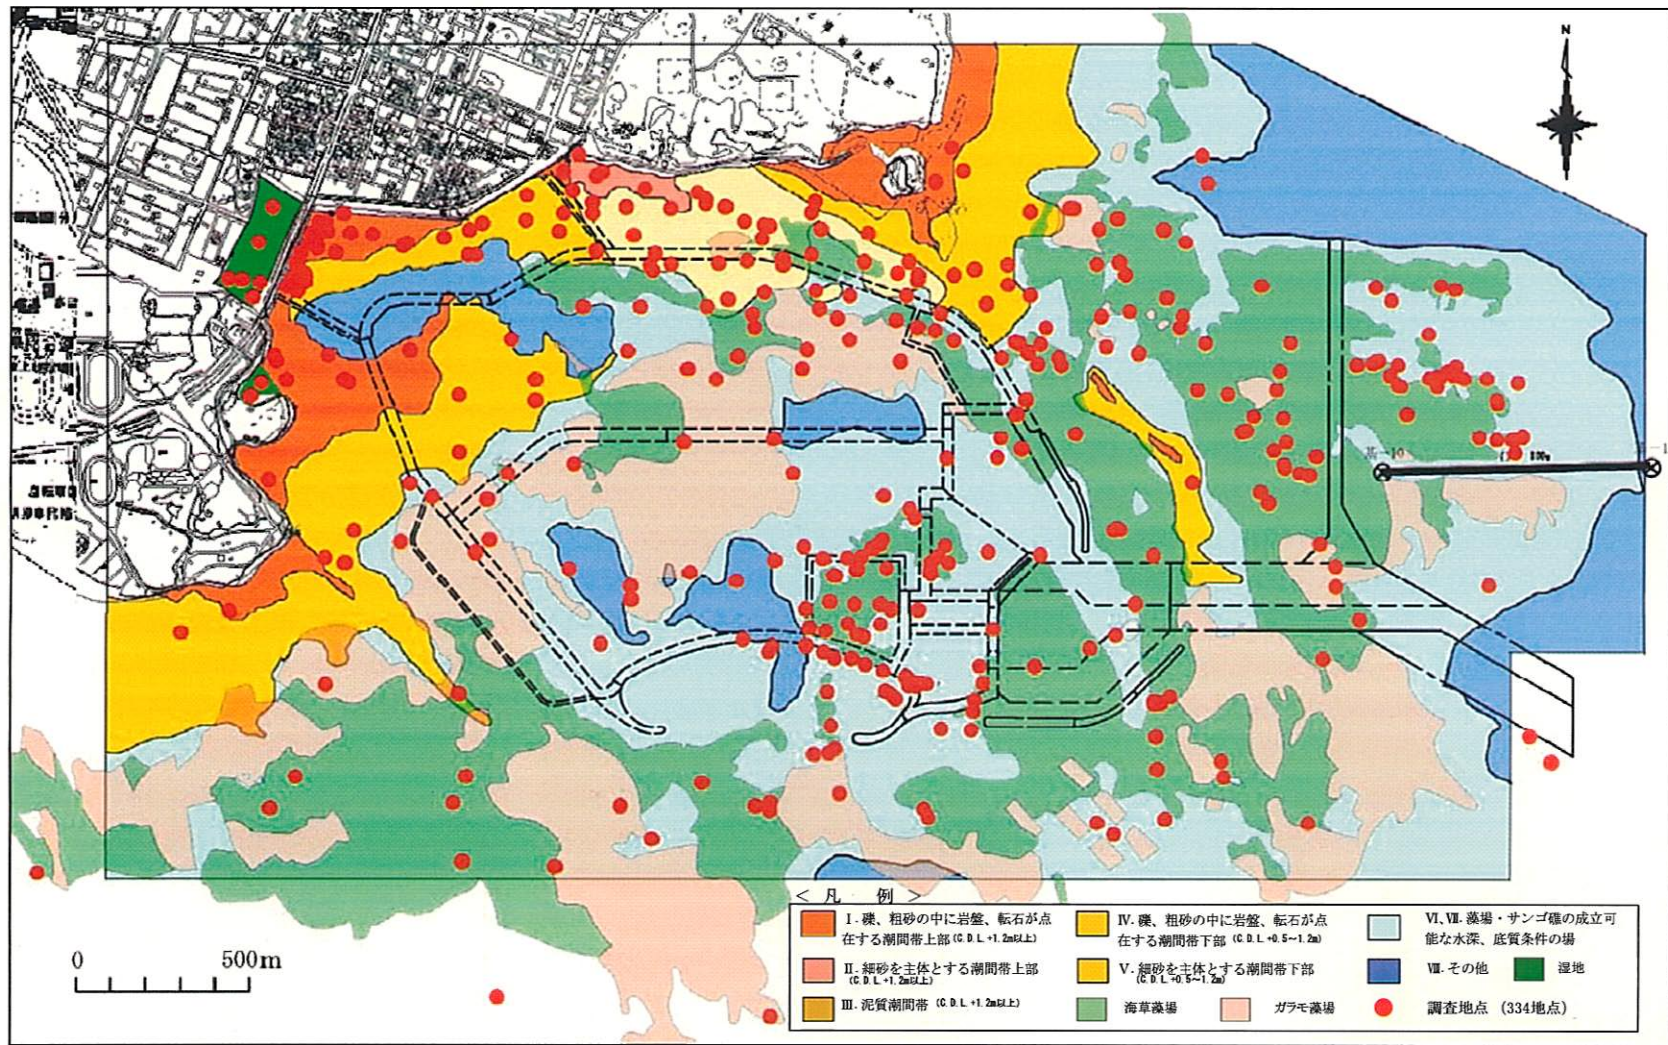 N
基-10
0 500m
< 凡 例 >
I. 礫、粗砂の中に岩盤、転石が点
在する潮間帯上部 (C.D.L.+1.2m以上)
II. 細砂を主体とする潮間帯上部
(C.D.L.+1.2m以上)
III. 泥質潮間帯 (C.D.L.+1.2m以上)
IV. 礫、粗砂の中に岩盤、転石が点
在する潮間帯下部 (C.D.L.+0.5~1.2m)
V. 細砂を主体とする潮間帯下部
(C.D.L.+0.5~1.2m)
海草藻場
ガラモ藻場
VI,VII. 藻場・サンゴ礁の成立可
能な水深、底質条件の場
VIII. その他
湿地
調査地点 (334地点)